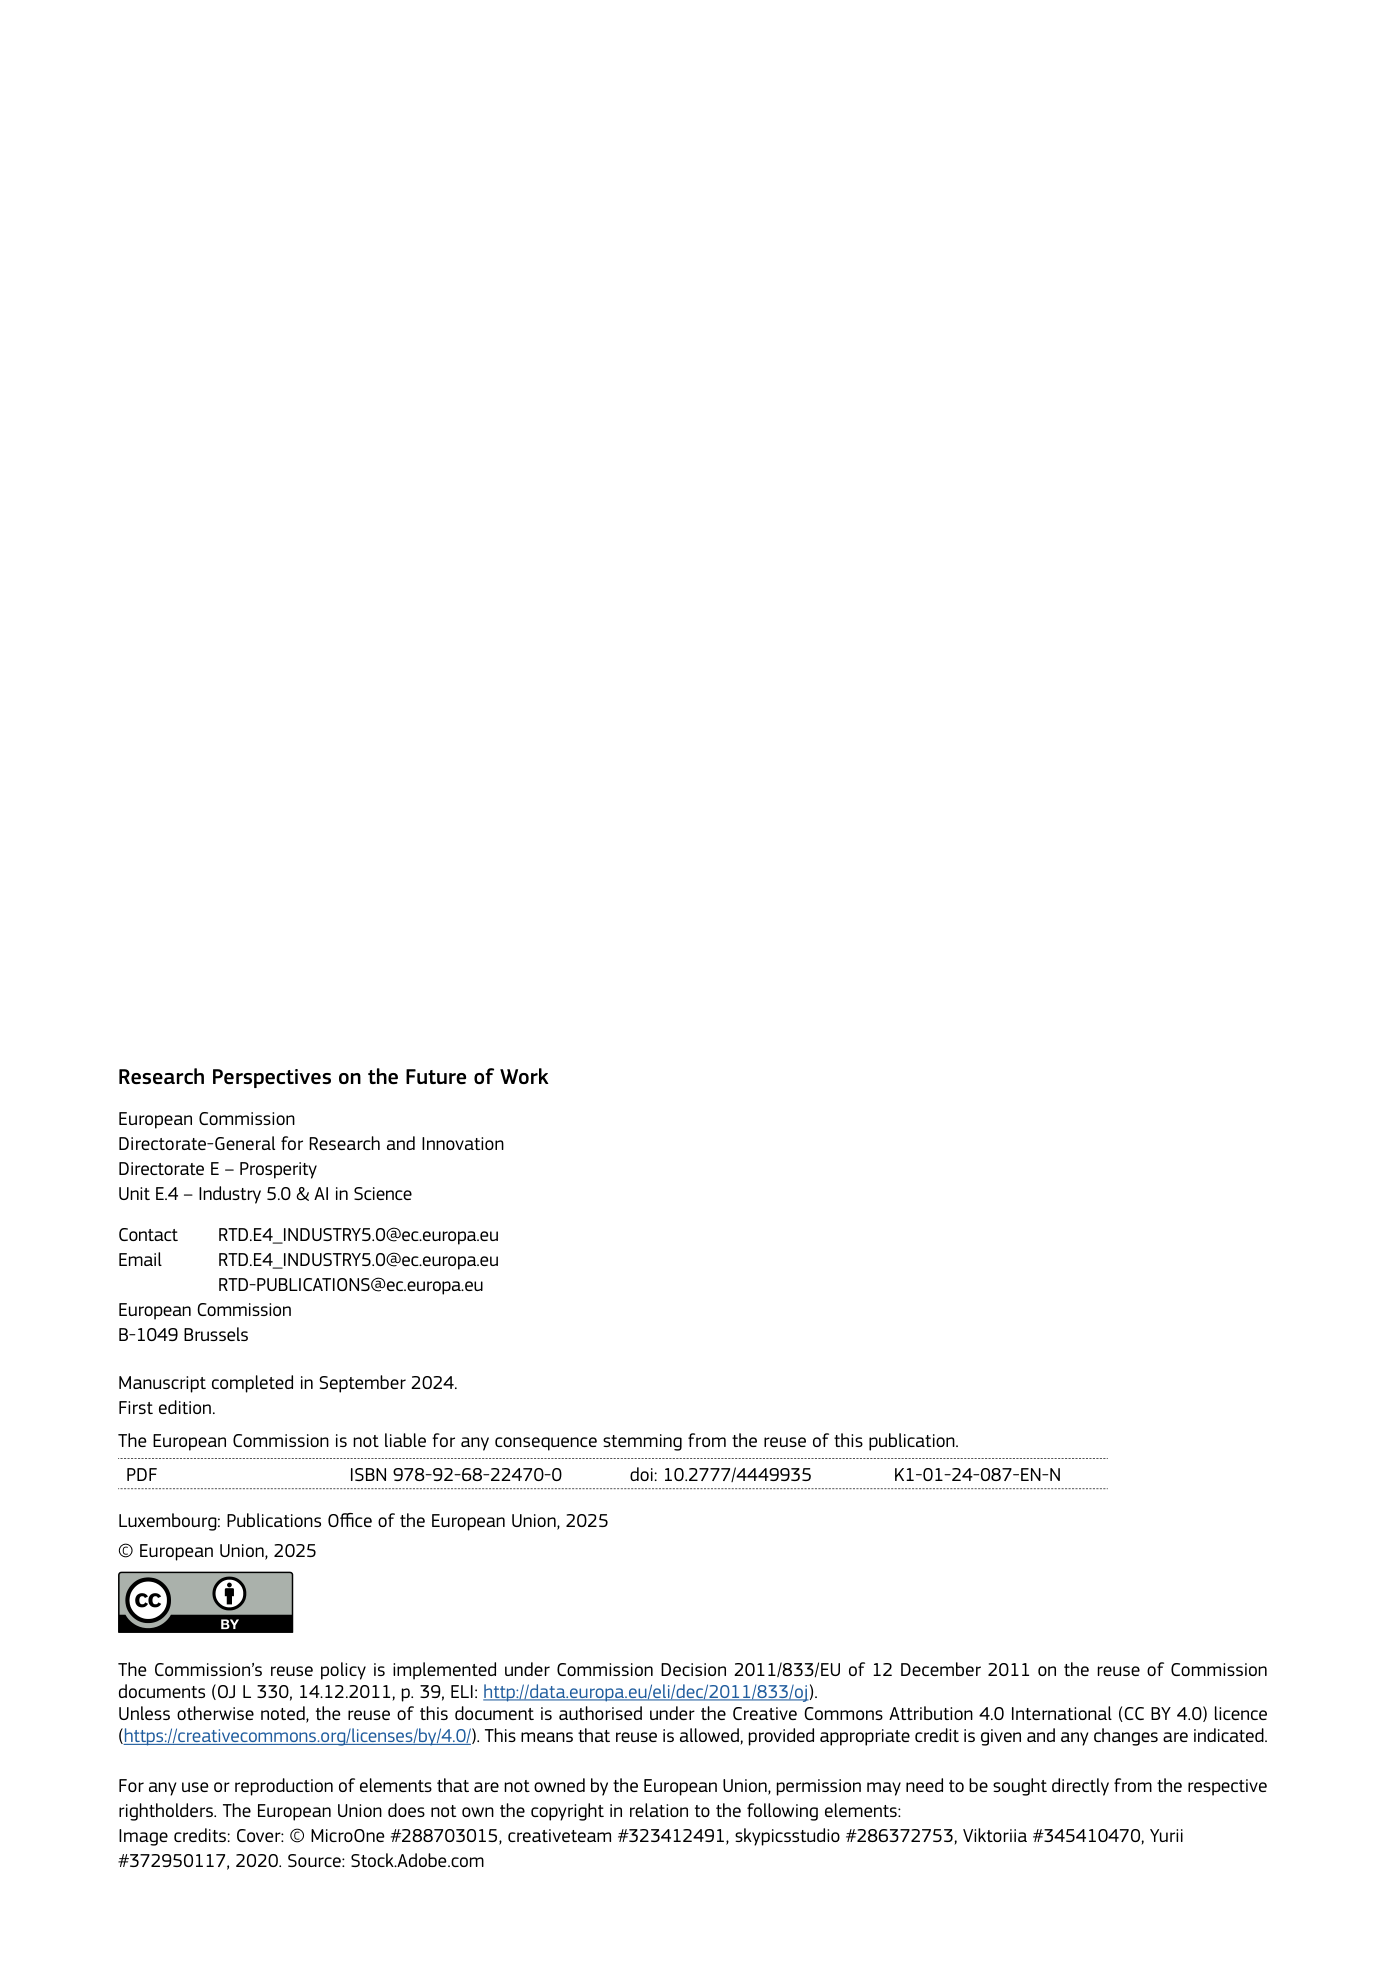 Research Perspectives on the Future of Work
European Commission
Directorate-General for Research and Innovation
Directorate E – Prosperity
Unit E.4 – Industry 5.0 & AI in Science
Contact RTD.E4_INDUSTRY5.0@ec.europa.eu
Email RTD.E4_INDUSTRY5.0@ec.europa.eu
RTD-PUBLICATIONS@ec.europa.eu
European Commission
B-1049 Brussels
Manuscript completed in September 2024.
First edition.
The European Commission is not liable for any consequence stemming from the reuse of this publication.
PDF ISBN 978-92-68-22470-0 doi: 10.2777/4449935 K1-01-24-087-EN-N
Luxembourg: Publications Office of the European Union, 2025
© European Union, 2025
cc
BY
The Commission’s reuse policy is implemented under Commission Decision 2011/833/EU of 12 December 2011 on the reuse of Commission
documents (OJ L 330, 14.12.2011, p. 39, ELI: http://data.europa.eu/eli/dec/2011/833/oj).
Unless otherwise noted, the reuse of this document is authorised under the Creative Commons Attribution 4.0 International (CC BY 4.0) licence
(https://creativecommons.org/licenses/by/4.0/). This means that reuse is allowed, provided appropriate credit is given and any changes are indicated.
For any use or reproduction of elements that are not owned by the European Union, permission may need to be sought directly from the respective
rightholders. The European Union does not own the copyright in relation to the following elements:
Image credits: Cover: © MicroOne #288703015, creativeteam #323412491, skypicsstudio #286372753, Viktoriia #345410470, Yurii
#372950117, 2020. Source: Stock.Adobe.com